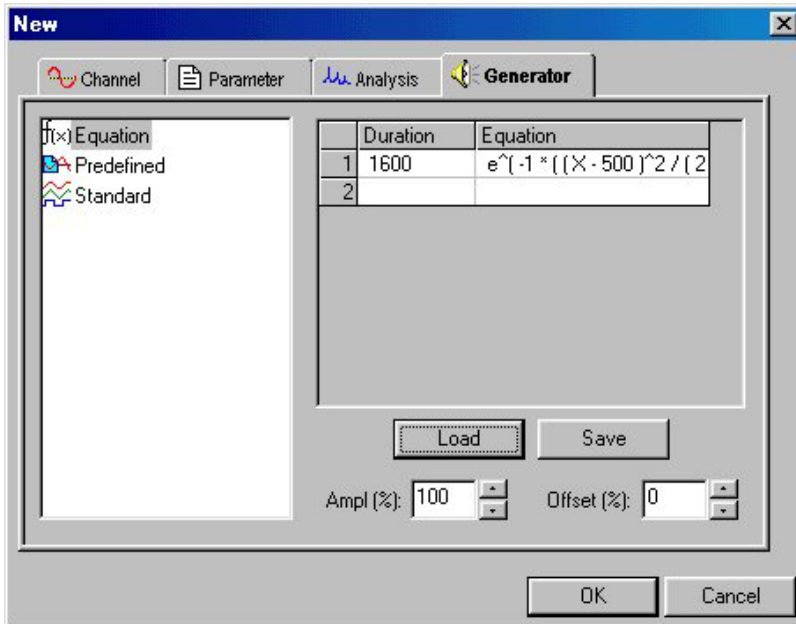 New
Channel
Parameter
Analysis
Generator
f(x) Equation
Predefined
Standard
Duration Equation
1 1600 e^( -1 * ( ( X - 500 )^2 / ( 2
2
Load
Save
Ampl (%): 100
Offset (%): 0
OK
Cancel